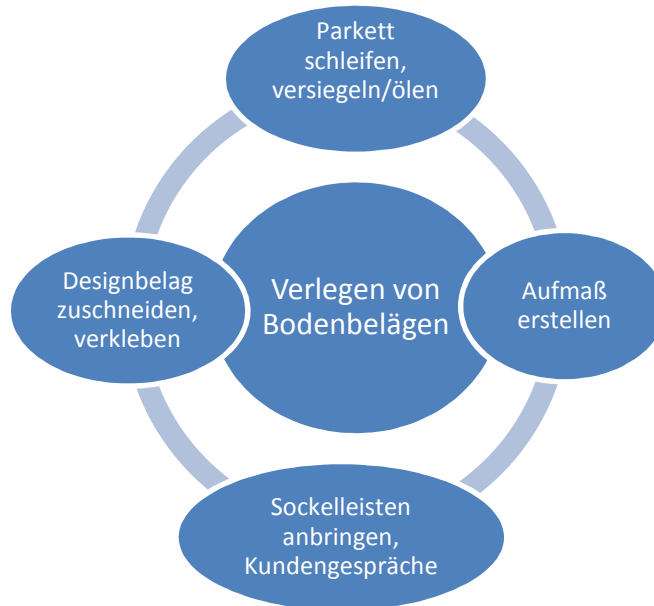 Parkett
schleifen,
versiegeln/ölen
Designbelag
zuschneiden,
verkleben
Verlegen von
Bodenbelägen
Aufmaß
erstellen
Sockelleisten
anbringen,
Kundengespräche